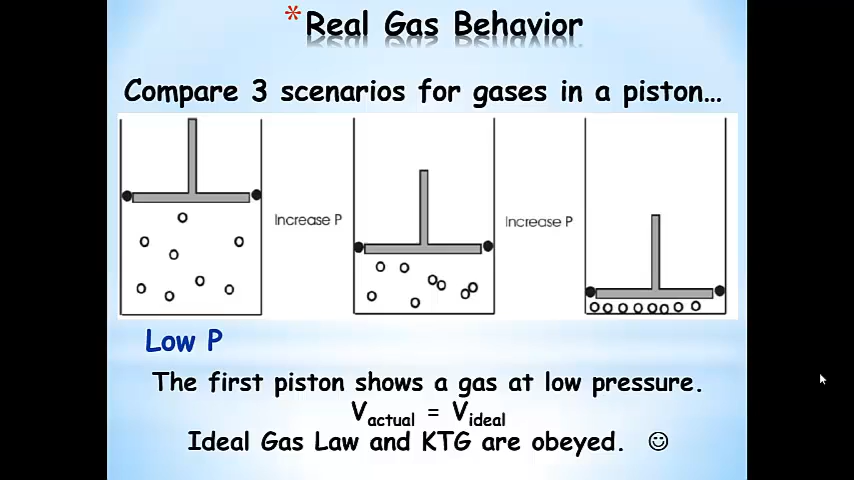 *Real Gas Behavior
Compare 3 scenarios for gases in a piston...
Increase P
Increase P
Low P
The first piston shows a gas at low pressure.
Vactual = Videal
Ideal Gas Law and KTG are obeyed. ☺